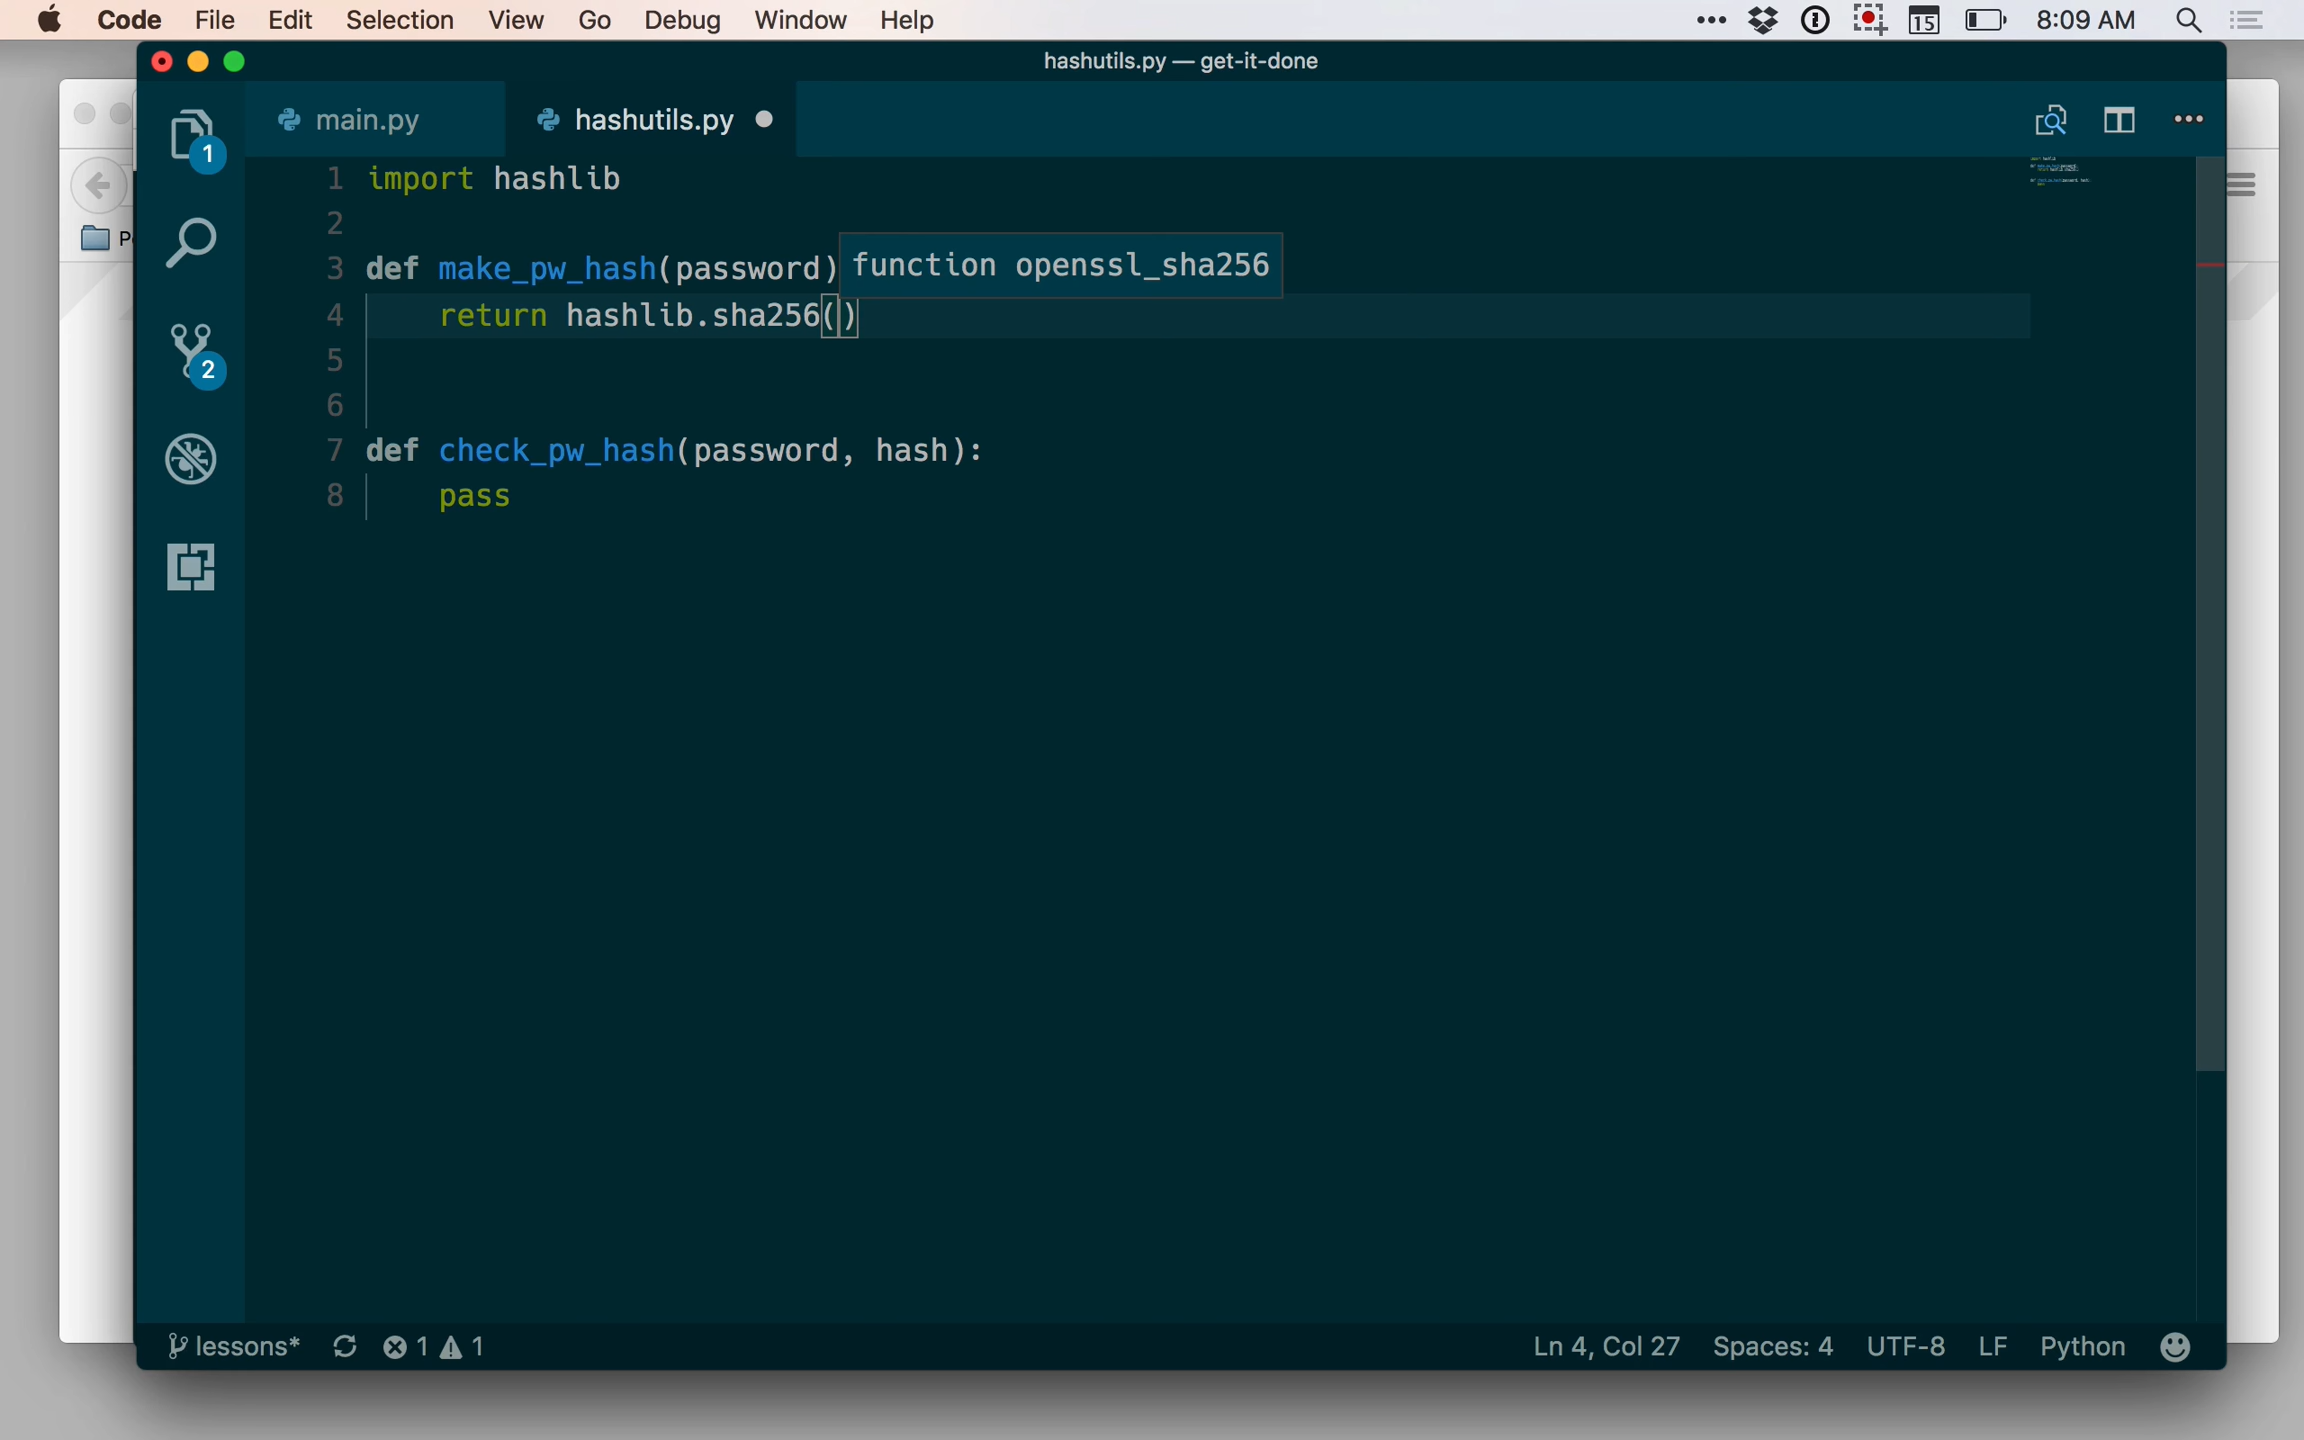 Code File Edit Selection View Go Debug Window Help 15 8:09 AM
hashutils.py — get-it-done
main.py hashutils.py
1
1 import hashlib
2
3 def make_pw_hash(password)
function openssl_sha256
4 return hashlib.sha256()
5
2
6
7 def check_pw_hash(password, hash):
8 pass
lessons* 1 1 Ln 4, Col 27 Spaces: 4 UTF-8 LF Python